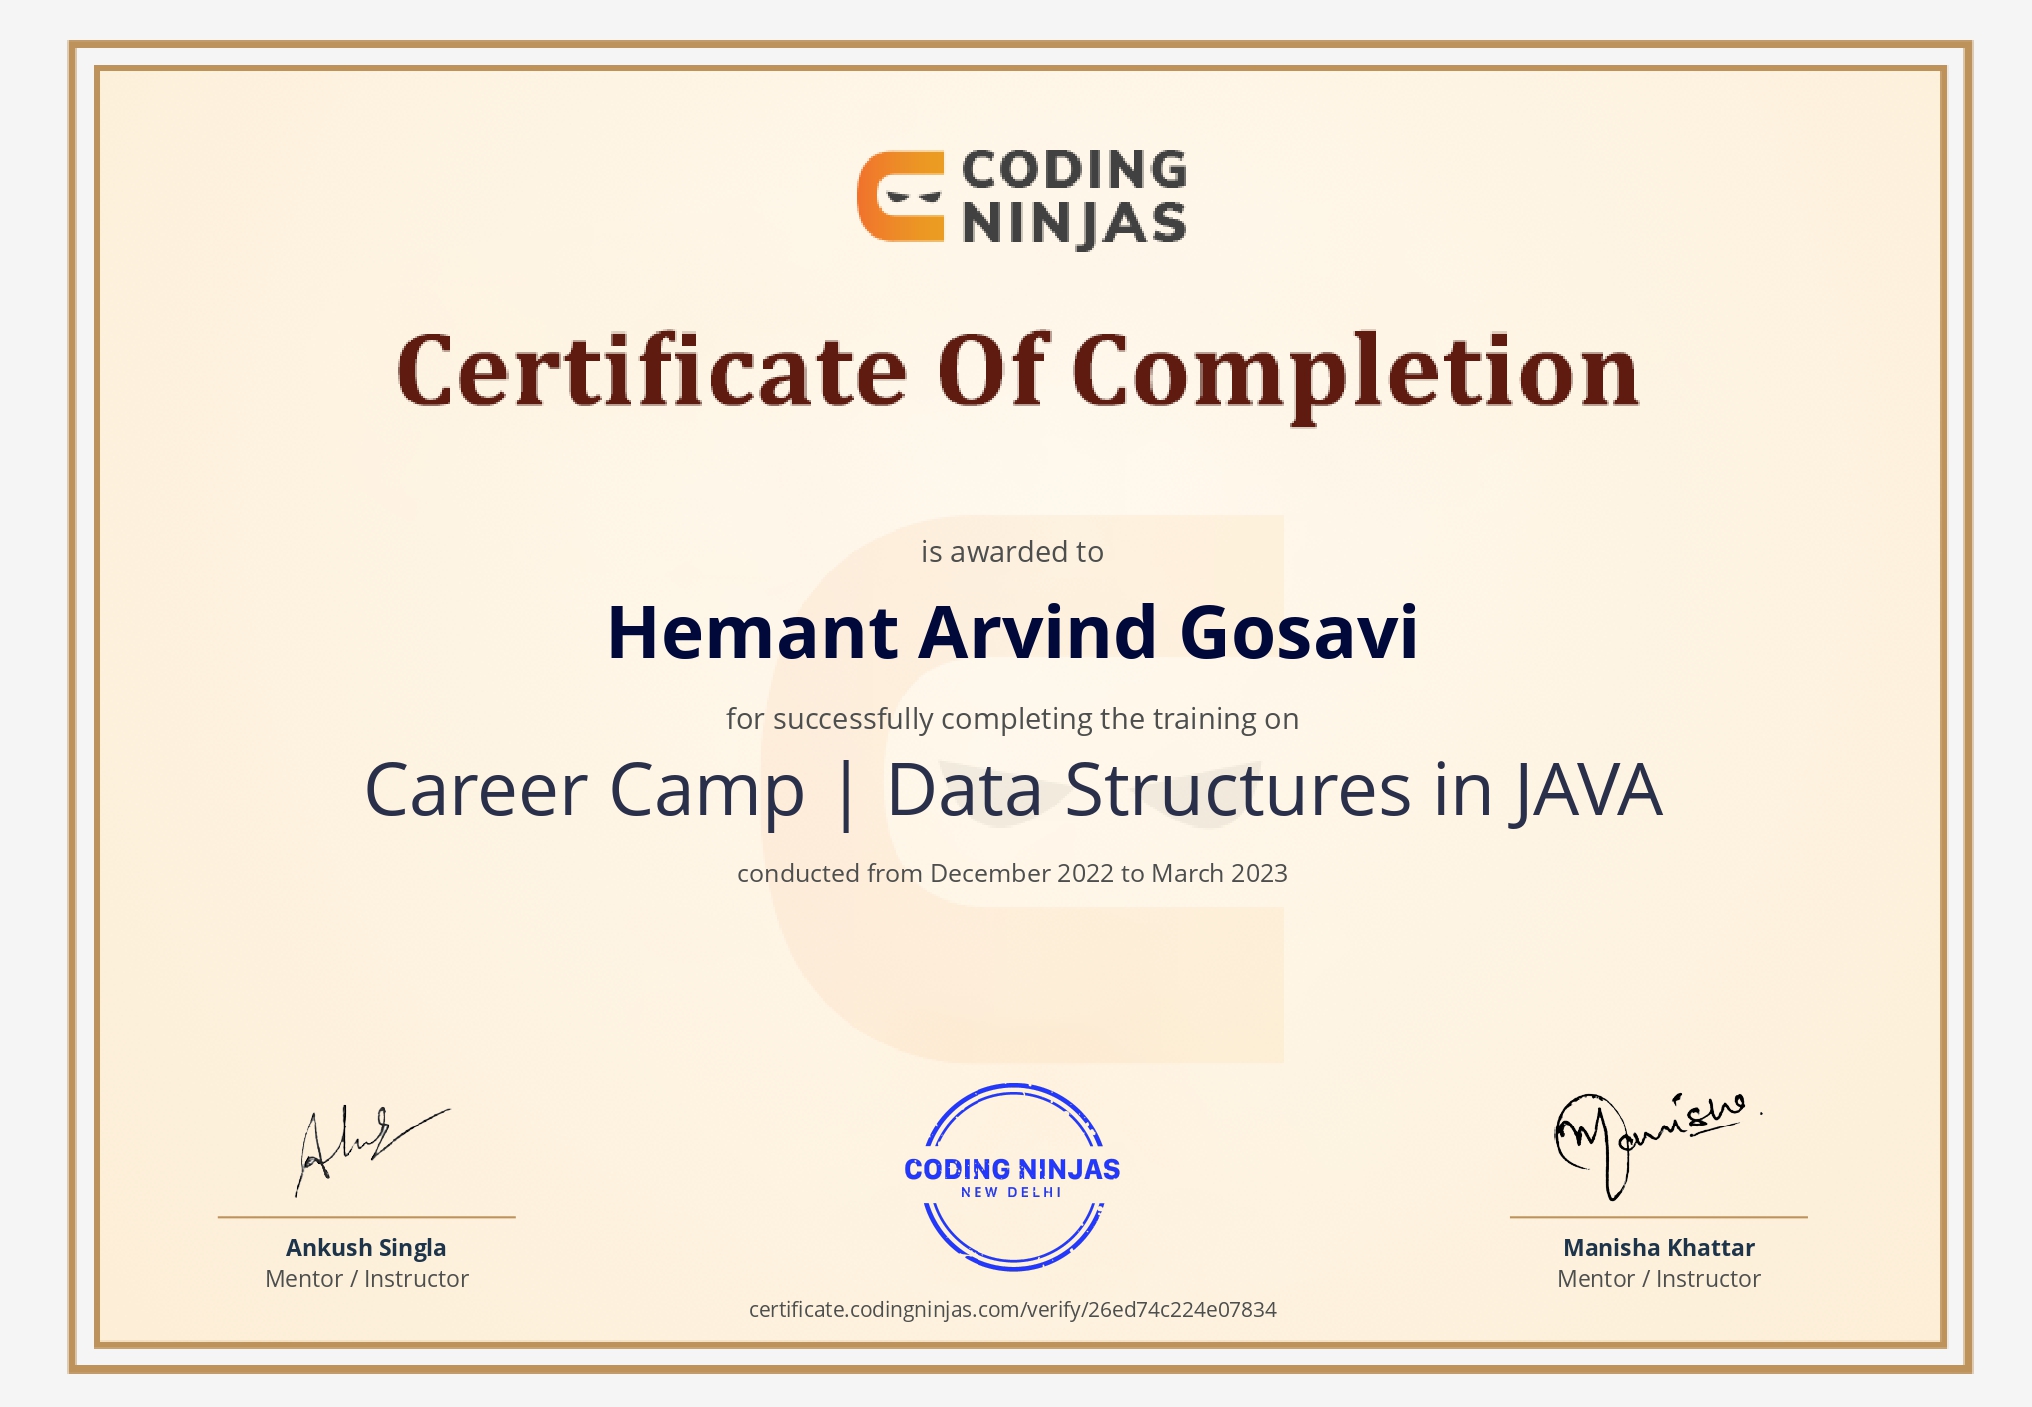 CODING
NINJAS
Certificate Of Completion
is awarded to
Hemant Arvind Gosavi
for successfully completing the training on
Career Camp | Data Structures in JAVA
conducted from December 2022 to March 2023
Manisha
CODING NINJAS
NEW DELHI
Ankush Singla
Mentor / Instructor
Manisha Khattar
Mentor / Instructor
certificate.codingninjas.com/verify/26ed74c224e07834